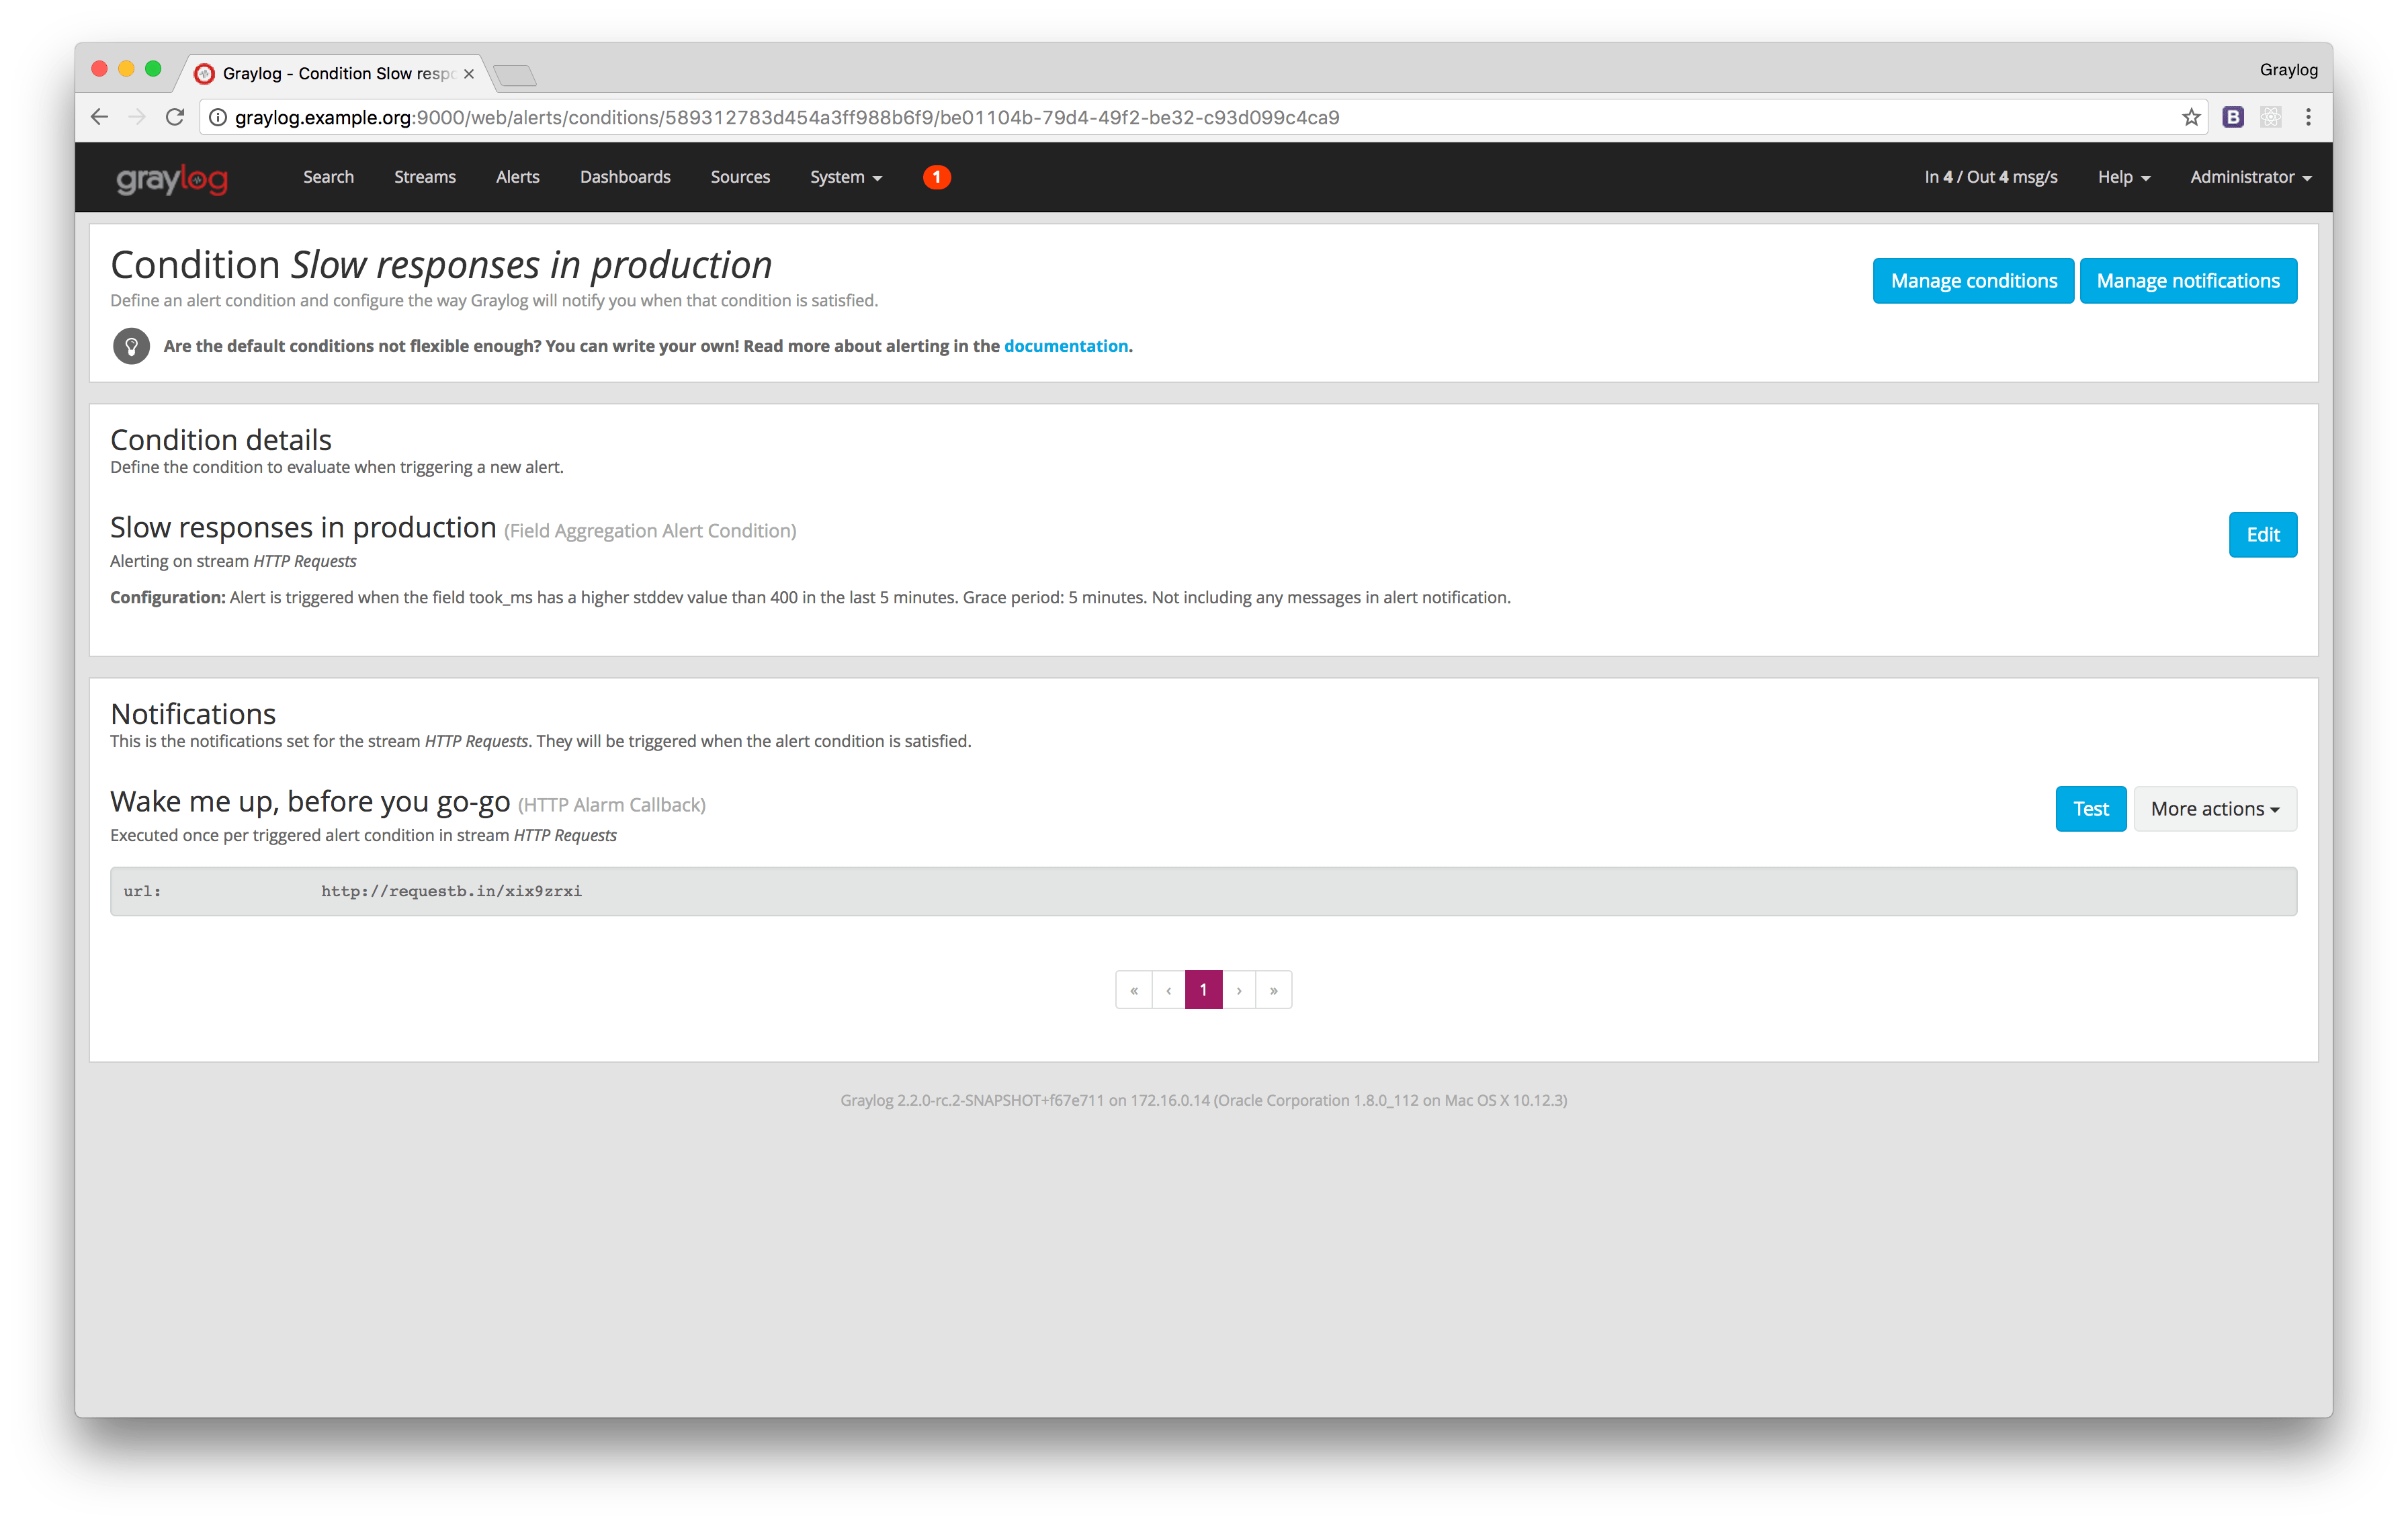 Graylog - Condition Slow resp
Graylog
graylog.example.org:9000/web/alerts/conditions/589312783d454a3ff988b6f9/be01104b-79d4-49f2-be32-c93d099c4ca9
B
graylog Search Streams Alerts Dashboards Sources System 1 In 4 / Out 4 msg/s Help Administrator
Condition Slow responses in production
Define an alert condition and configure the way Graylog will notify you when that condition is satisfied.
Manage conditions Manage notifications
Are the default conditions not flexible enough? You can write your own! Read more about alerting in the documentation.
Condition details
Define the condition to evaluate when triggering a new alert.
Slow responses in production (Field Aggregation Alert Condition)
Edit
Alerting on stream HTTP Requests
Configuration: Alert is triggered when the field took_ms has a higher stddev value than 400 in the last 5 minutes. Grace period: 5 minutes. Not including any messages in alert notification.
Notifications
This is the notifications set for the stream HTTP Requests. They will be triggered when the alert condition is satisfied.
Wake me up, before you go-go (HTTP Alarm Callback)
Test More actions
Executed once per triggered alert condition in stream HTTP Requests
url: http://requestb.in/xix9zrxi
« ‹ 1 › »
Graylog 2.2.0-rc.2-SNAPSHOT+f67e711 on 172.16.0.14 (Oracle Corporation 1.8.0_112 on Mac OS X 10.12.3)